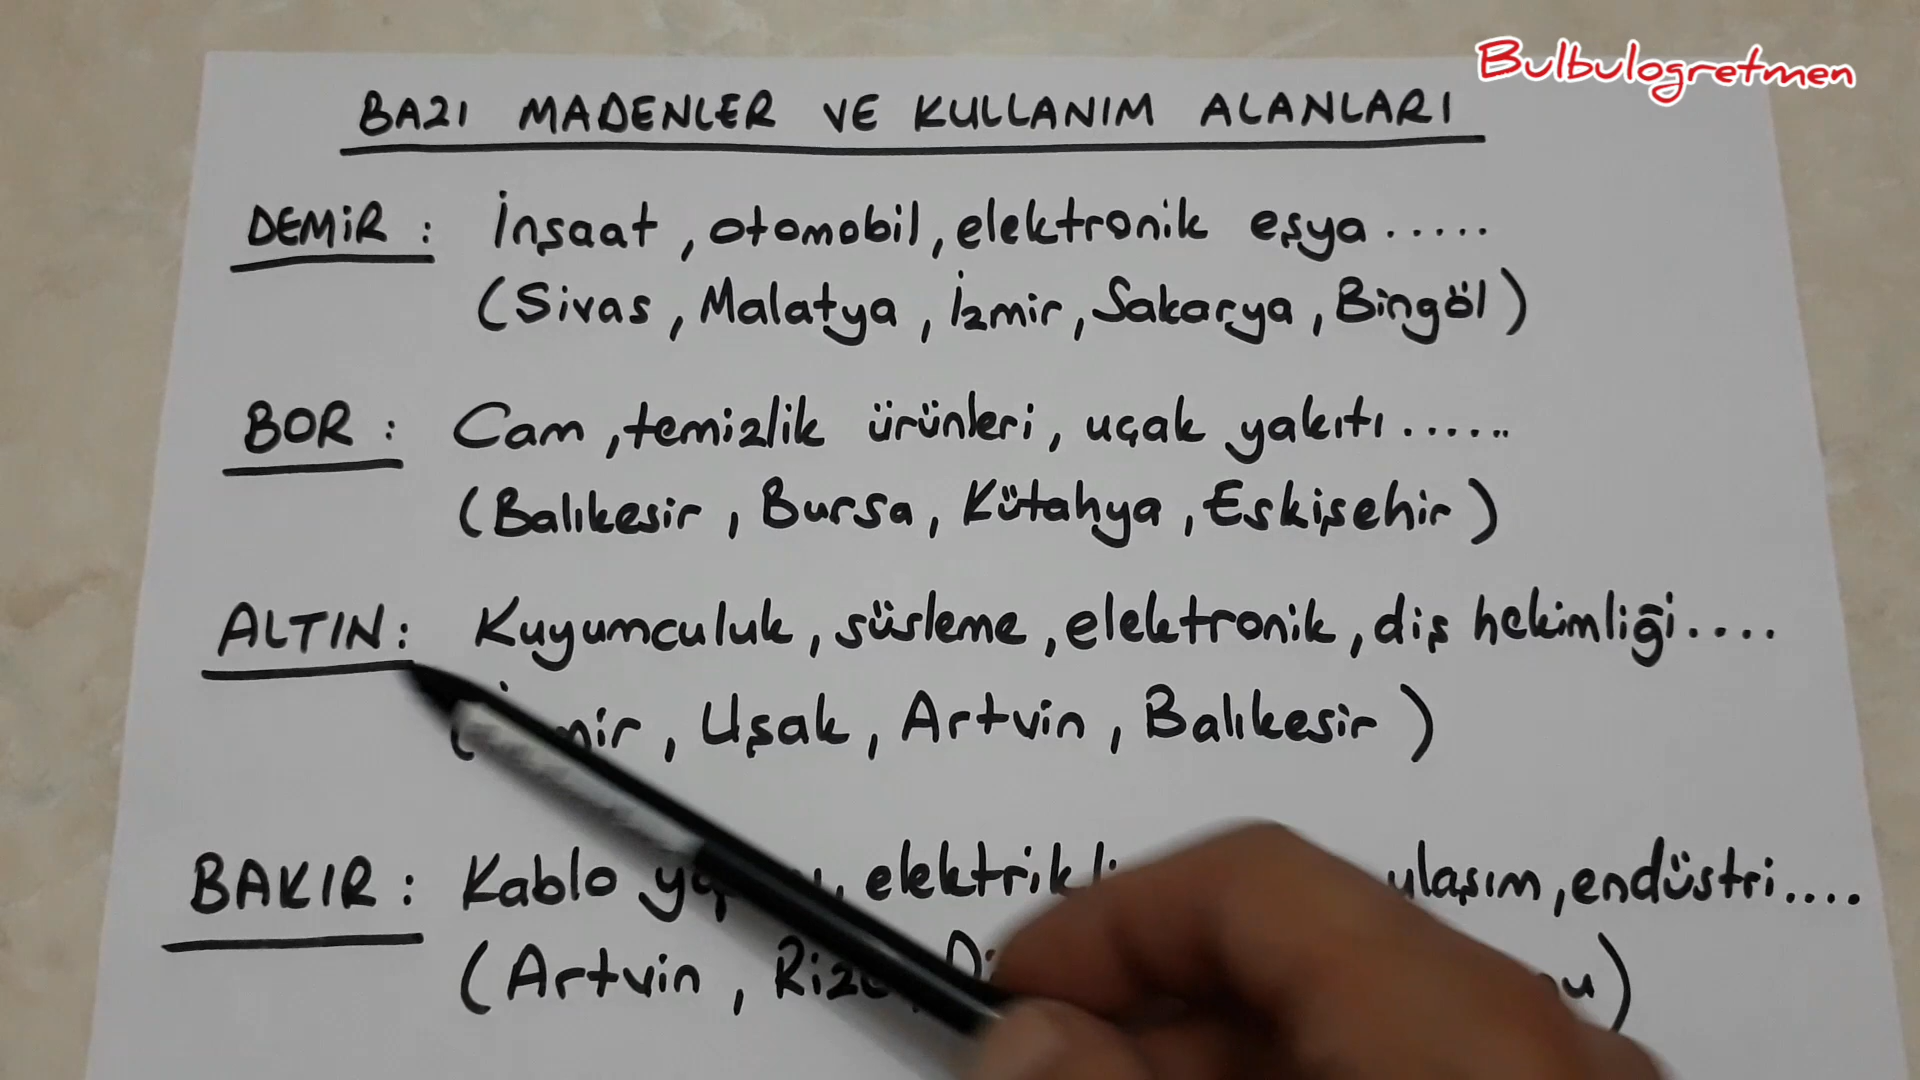 Bulbulogretmen
BAZI MADENLER VE KULLANIM ALANLARI
DEMİR : İnşaat , otomobil, elektronik eşya .....
(Sivas , Malatya , İzmir, Sakarya , Bingöl)
BOR : Cam , temizlik ürünleri, uçak yakıtı ......
(Balıkesir , Bursa, Kütahya , Eskişehir)
ALTIN: Kuyumculuk, süsleme, elektronik, diş hekimliği....
, Uşak, Artvin , Balıkesir)
BAKIR : Kablo , ulaşım, endüstri....
(Artvin ,